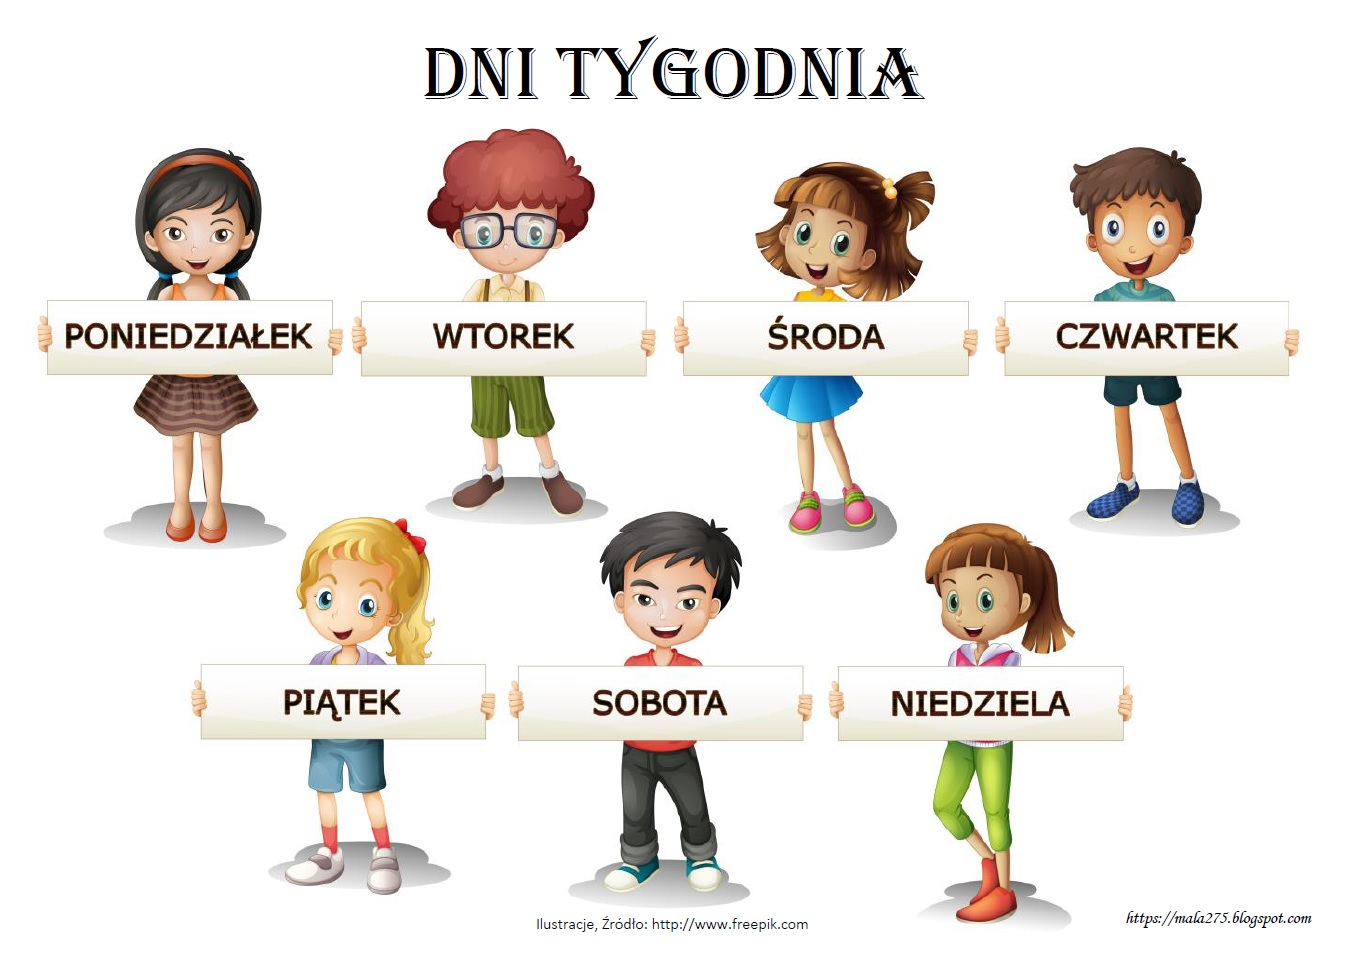 DNI TYGODNIA
PONIEDZIAŁEK
WTOREK
ŚRODA
CZWARTEK
PIĄTEK
SOBOTA
NIEDZIELA
Ilustracje, Źródło: http://www.freepik.com
https://mala275.blogspot.com